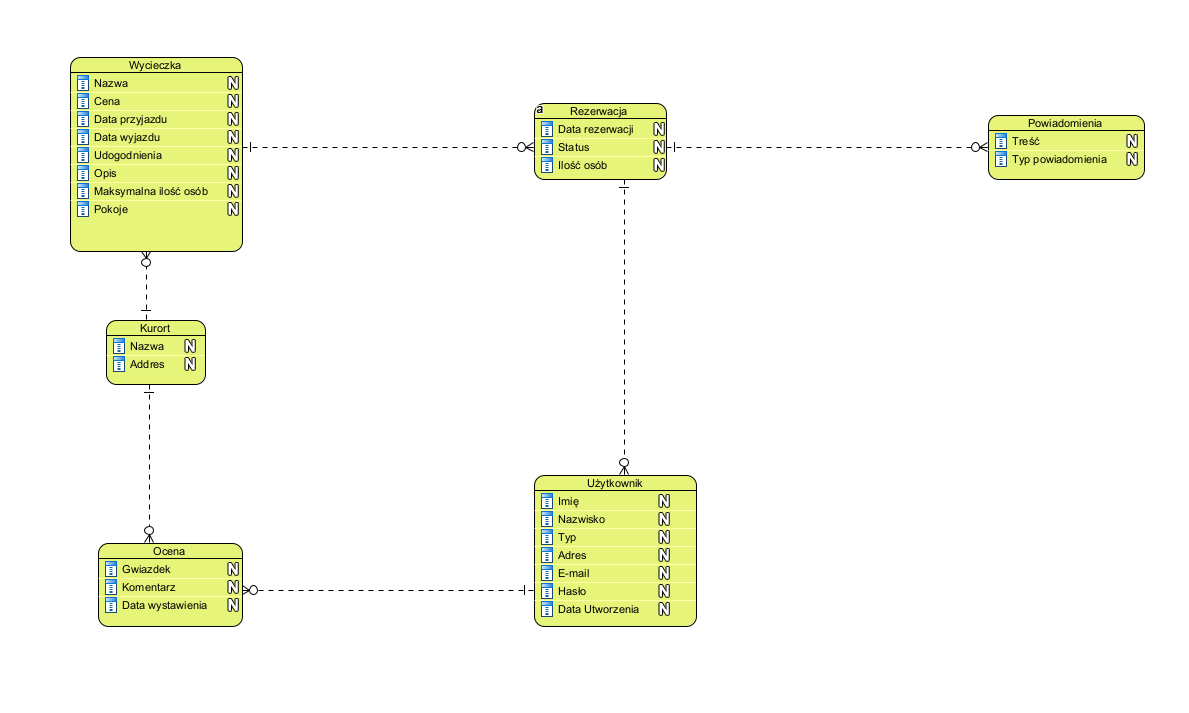 Wycieczka
Nazwa
Cena
Data przyjazdu
Data wyjazdu
Udogodnienia
Opis
Maksymalna ilość osób
Pokoje
a
Rezerwacja
Data rezerwacji
Status
Ilość osób
Powiadomienia
Treść
Typ powiadomienia
Kurort
Nazwa
Addres
Ocena
Gwiazdek
Komentarz
Data wystawienia
Użytkownik
Imię
Nazwisko
Typ
Adres
E-mail
Hasło
Data Utworzenia